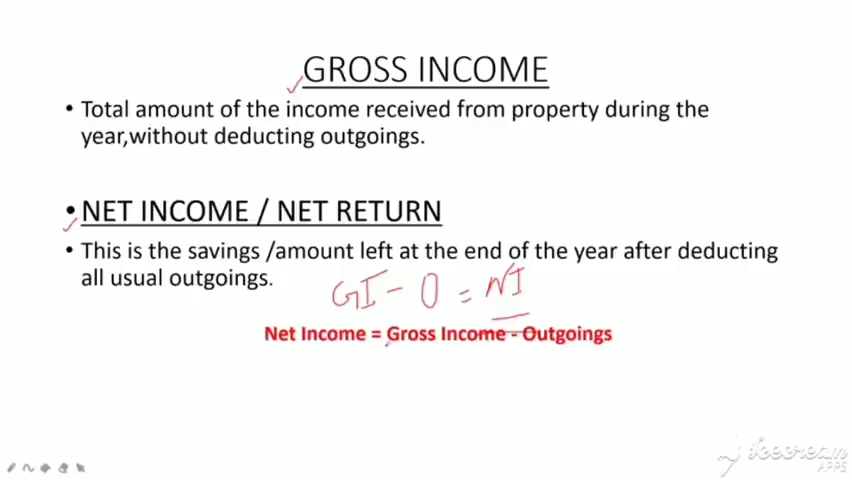 GROSS INCOME
• Total amount of the income received from property during the
year,without deducting outgoings.
• NET INCOME / NET RETURN
• This is the savings /amount left at the end of the year after deducting
all usual outgoings.
GI - O = NI
Net Income = Gross Income - Outgoings
Icecream
APPS